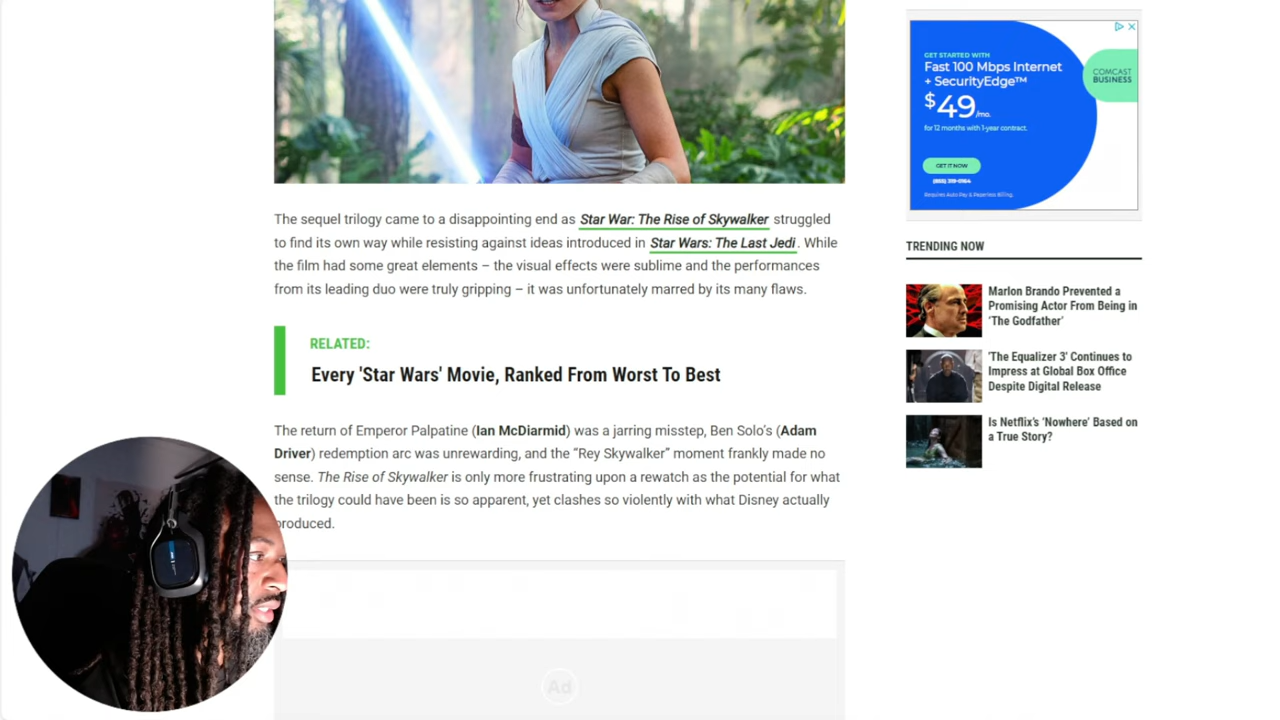 The sequel trilogy came to a disappointing end as Star War: The Rise of Skywalker struggled
to find its own way while resisting against ideas introduced in Star Wars: The Last Jedi. While
the film had some great elements – the visual effects were sublime and the performances
from its leading duo were truly gripping – it was unfortunately marred by its many flaws.
RELATED:
Every 'Star Wars' Movie, Ranked From Worst To Best
The return of Emperor Palpatine (Ian McDiarmid) was a jarring misstep, Ben Solo's (Adam
Driver) redemption arc was unrewarding, and the “Rey Skywalker” moment frankly made no
sense. The Rise of Skywalker is only more frustrating upon a rewatch as the potential for what
the trilogy could have been is so apparent, yet clashes so violently with what Disney actually
produced.
Ad
GET STARTED WITH
Fast 100 Mbps Internet
+ SecurityEdge™
$49/mo.
for 12 months with 1-year contract.
GET IT NOW
Requires Auto Pay & Paperless Billing.
COMCAST
BUSINESS
TRENDING NOW
Marlon Brando Prevented a
Promising Actor From Being in
‘The Godfather’
'The Equalizer 3' Continues to
Impress at Global Box Office
Despite Digital Release
Is Netflix's ‘Nowhere’ Based on
a True Story?